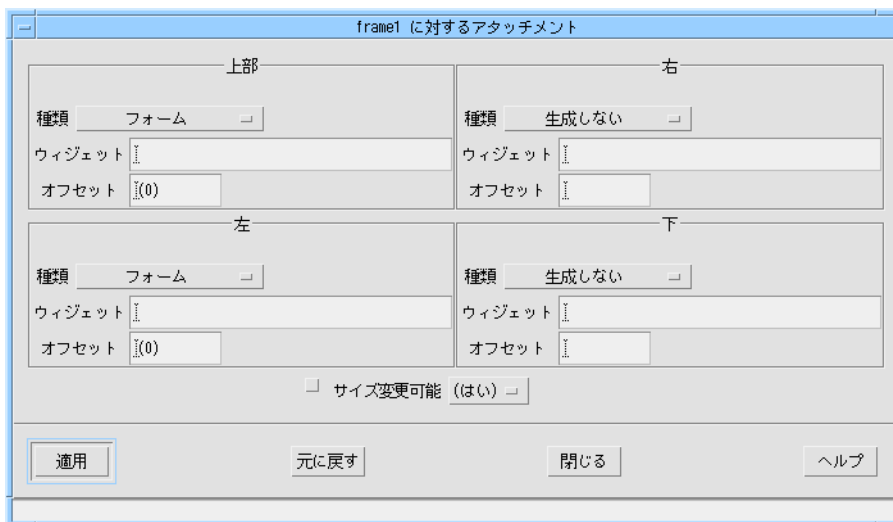 frame1 に対するアタッチメント
上部
種類 フォーム
ウィジェット
オフセット (0)
右
種類 生成しない
ウィジェット
オフセット
左
種類 フォーム
ウィジェット
オフセット (0)
下
種類 生成しない
ウィジェット
オフセット
サイズ変更可能 (はい)
適用 元に戻す 閉じる ヘルプ